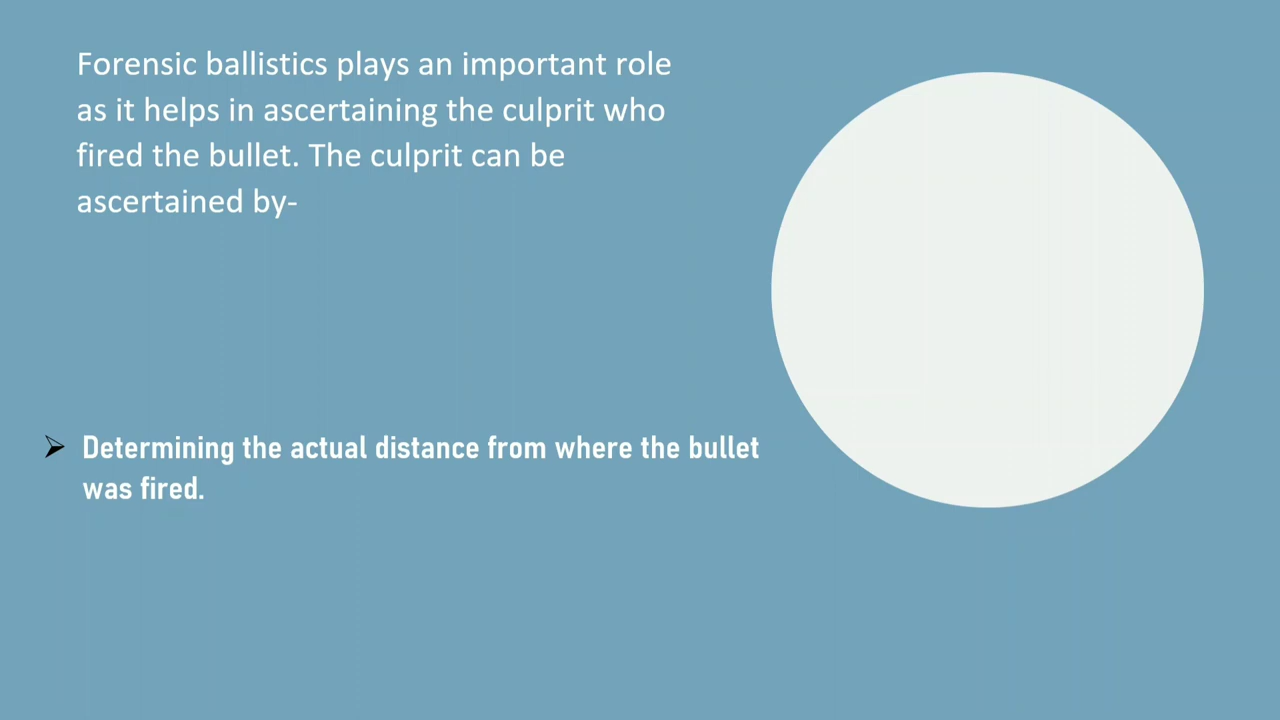 Forensic ballistics plays an important role
as it helps in ascertaining the culprit who
fired the bullet. The culprit can be
ascertained by-
Determining the actual distance from where the bullet
was fired.